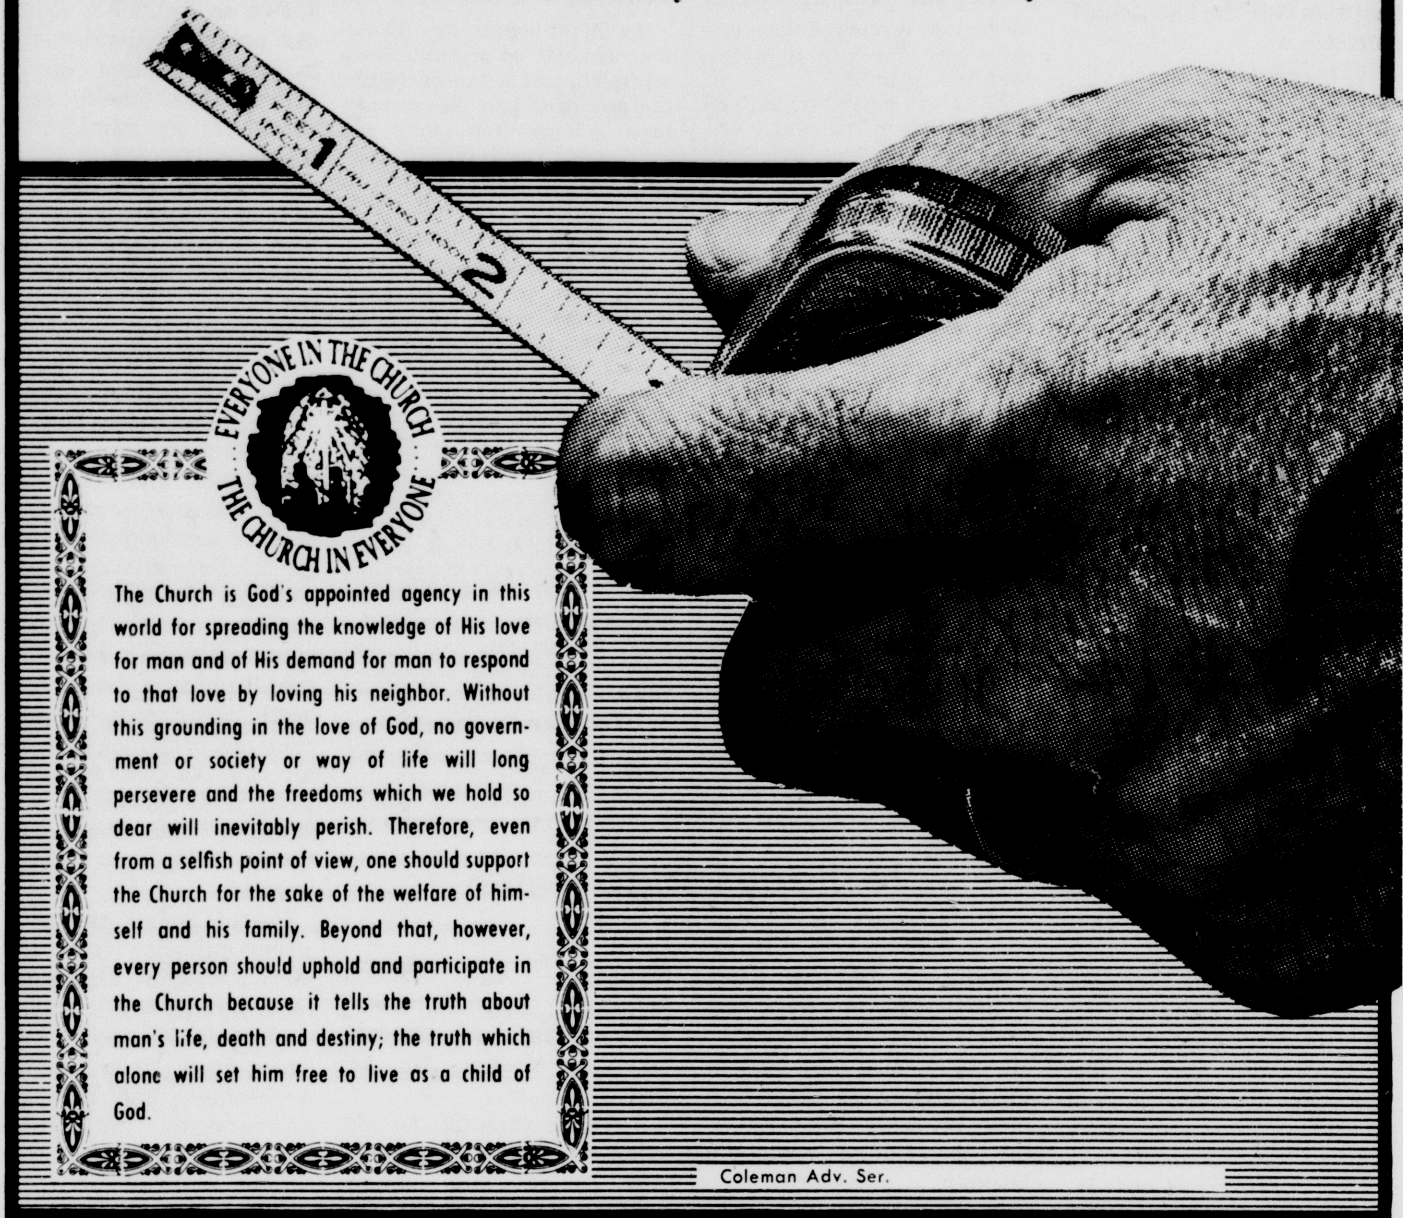 FEET
INCH
1
ZERO HOOK
2
EVERYONE IN THE CHURCH
THE CHURCH IN EVERYONE
The Church is God's appointed agency in this
world for spreading the knowledge of His love
for man and of His demand for man to respond
to that love by loving his neighbor. Without
this grounding in the love of God, no govern-
ment or society or way of life will long
persevere and the freedoms which we hold so
dear will inevitably perish. Therefore, even
from a selfish point of view, one should support
the Church for the sake of the welfare of him-
self and his family. Beyond that, however,
every person should uphold and participate in
the Church because it tells the truth about
man's life, death and destiny; the truth which
alone will set him free to live as a child of
God.
Coleman Adv. Ser.